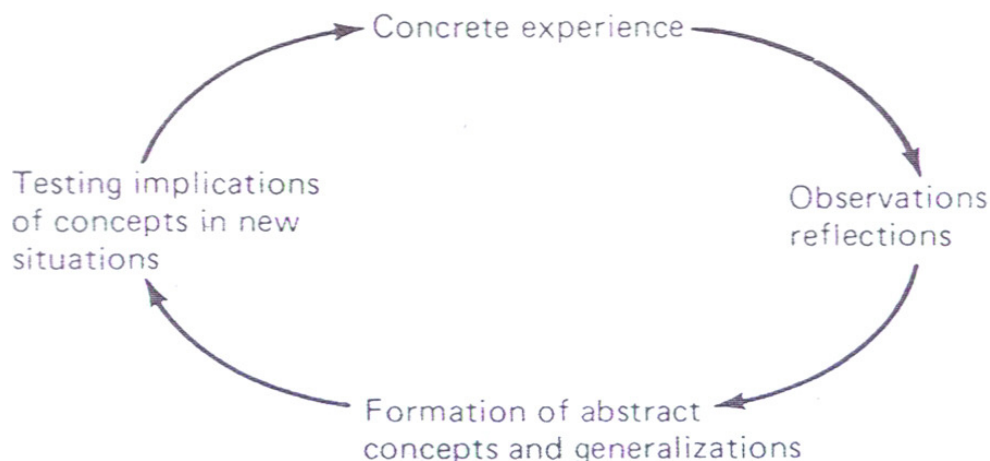 Concrete experience
Observations
reflections
Formation of abstract
concepts and generalizations
Testing implications
of concepts in new
situations